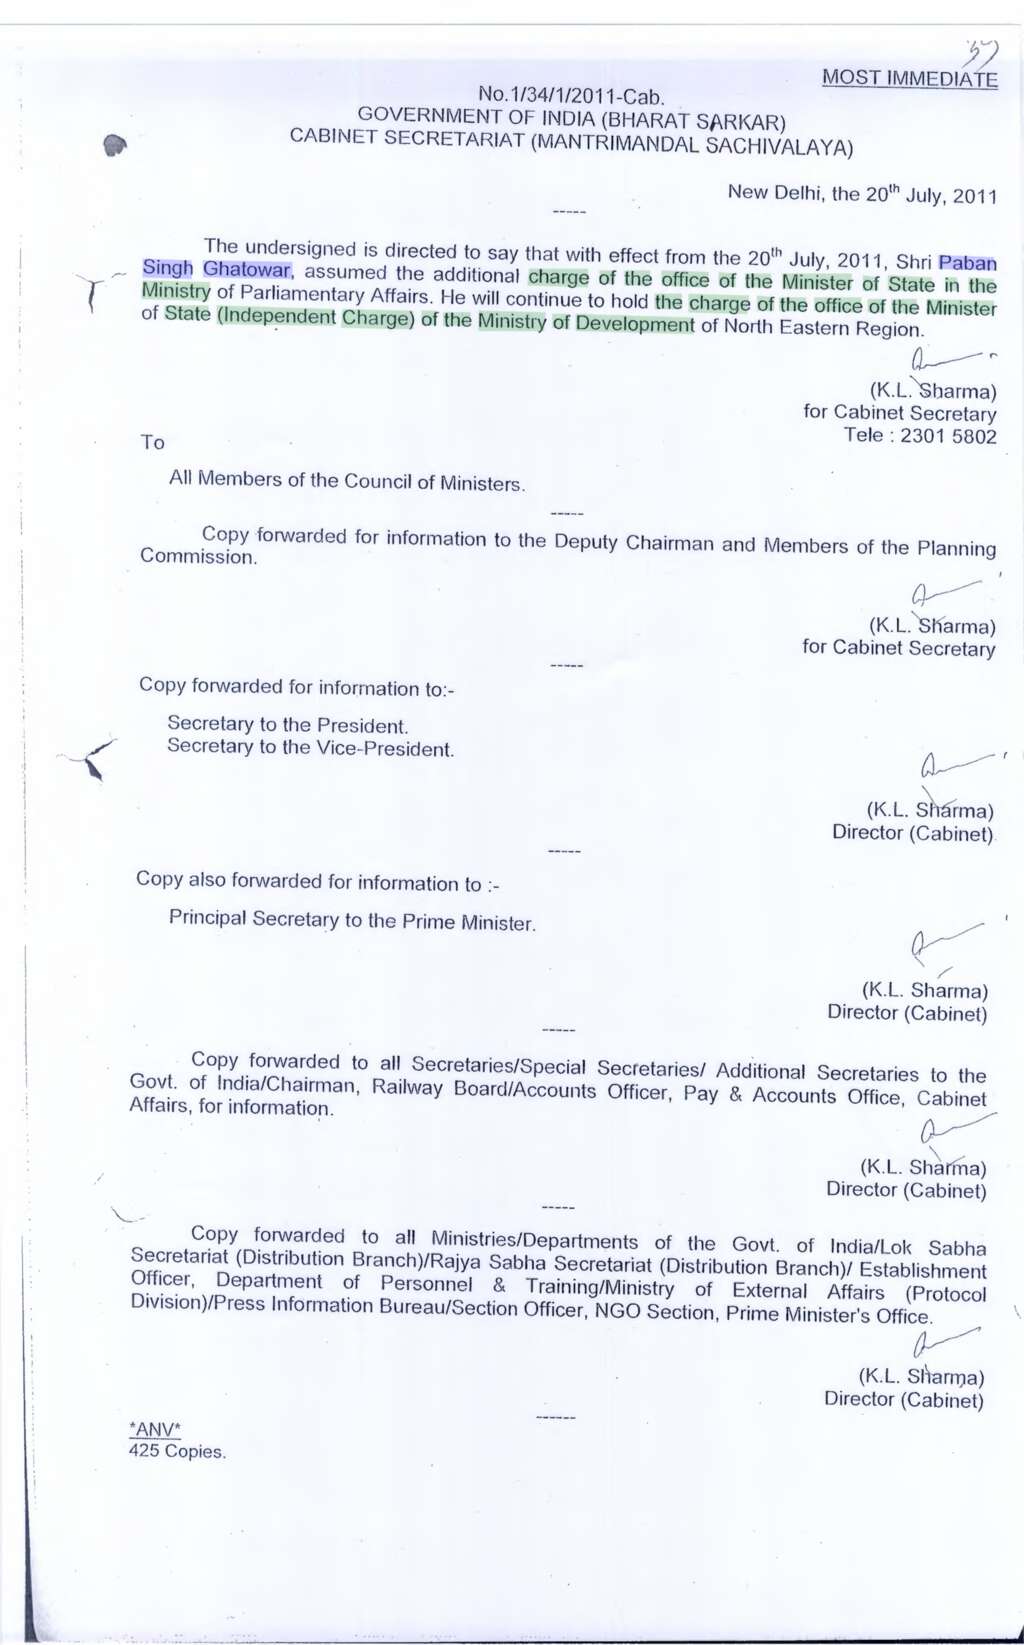 MOST IMMEDIATE
No.1/34/1/2011-Cab.
GOVERNMENT OF INDIA (BHARAT SARKAR)
CABINET SECRETARIAT (MANTRIMANDAL SACHIVALAYA)
New Delhi, the 20th July, 2011
-----
The undersigned is directed to say that with effect from the 20th July, 2011, Shri Paban
Singh Ghatowar, assumed the additional charge of the office of the Minister of State in the
Ministry of Parliamentary Affairs. He will continue to hold the charge of the office of the Minister
of State (Independent Charge) of the Ministry of Development of North Eastern Region.
(K.L. Sharma)
for Cabinet Secretary
Tele : 2301 5802
To
All Members of the Council of Ministers.
-----
Copy forwarded for information to the Deputy Chairman and Members of the Planning
Commission.
(K.L. Sharma)
for Cabinet Secretary
-----
Copy forwarded for information to:-
Secretary to the President.
Secretary to the Vice-President.
(K.L. Sharma)
Director (Cabinet)
-----
Copy also forwarded for information to :-
Principal Secretary to the Prime Minister.
(K.L. Sharma)
Director (Cabinet)
-----
Copy forwarded to all Secretaries/Special Secretaries/ Additional Secretaries to the
Govt. of India/Chairman, Railway Board/Accounts Officer, Pay & Accounts Office, Cabinet
Affairs, for information.
(K.L. Sharma)
Director (Cabinet)
-----
Copy forwarded to all Ministries/Departments of the Govt. of India/Lok Sabha
Secretariat (Distribution Branch)/Rajya Sabha Secretariat (Distribution Branch)/ Establishment
Officer, Department of Personnel & Training/Ministry of External Affairs (Protocol
Division)/Press Information Bureau/Section Officer, NGO Section, Prime Minister's Office.
(K.L. Sharma)
Director (Cabinet)
------
*ANV*
425 Copies.